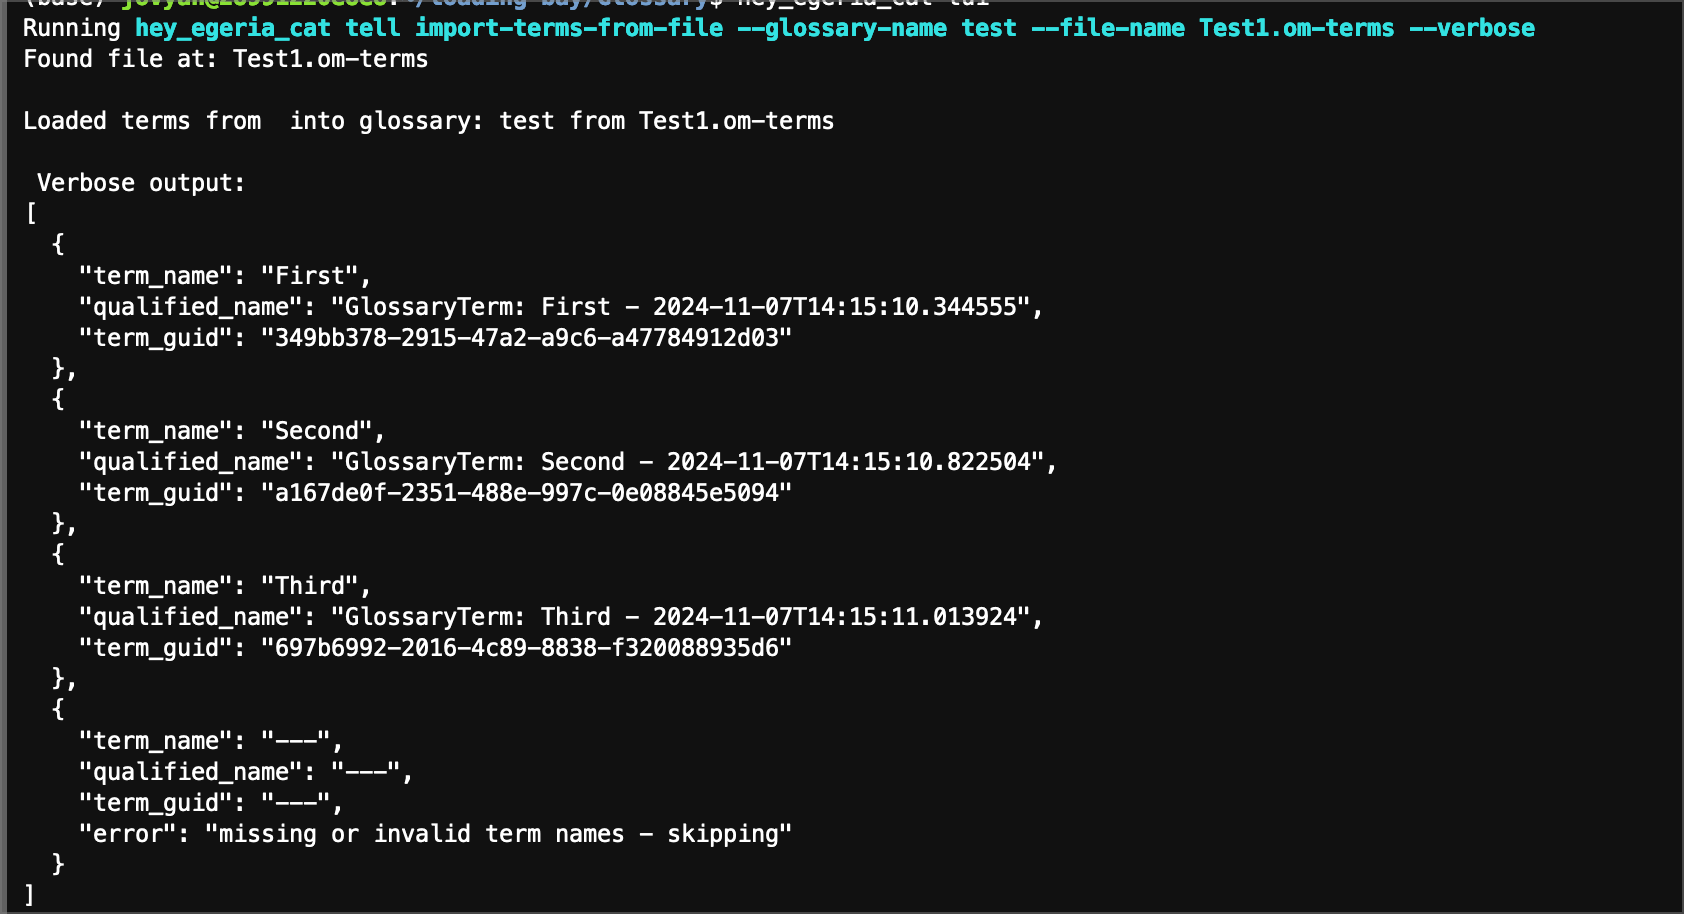 Running hey_egeria_cat tell import-terms-from-file --glossary-name test --file-name Test1.om-terms --verbose
Found file at: Test1.om-terms
Loaded terms from  into glossary: test from Test1.om-terms
Verbose output:
[
{
"term_name": "First",
"qualified_name": "GlossaryTerm: First - 2024-11-07T14:15:10.344555",
"term_guid": "349bb378-2915-47a2-a9c6-a47784912d03"
},
{
"term_name": "Second",
"qualified_name": "GlossaryTerm: Second - 2024-11-07T14:15:10.822504",
"term_guid": "a167de0f-2351-488e-997c-0e08845e5094"
},
{
"term_name": "Third",
"qualified_name": "GlossaryTerm: Third - 2024-11-07T14:15:11.013924",
"term_guid": "697b6992-2016-4c89-8838-f320088935d6"
},
{
"term_name": "---",
"qualified_name": "---",
"term_guid": "---",
"error": "missing or invalid term names - skipping"
}
]